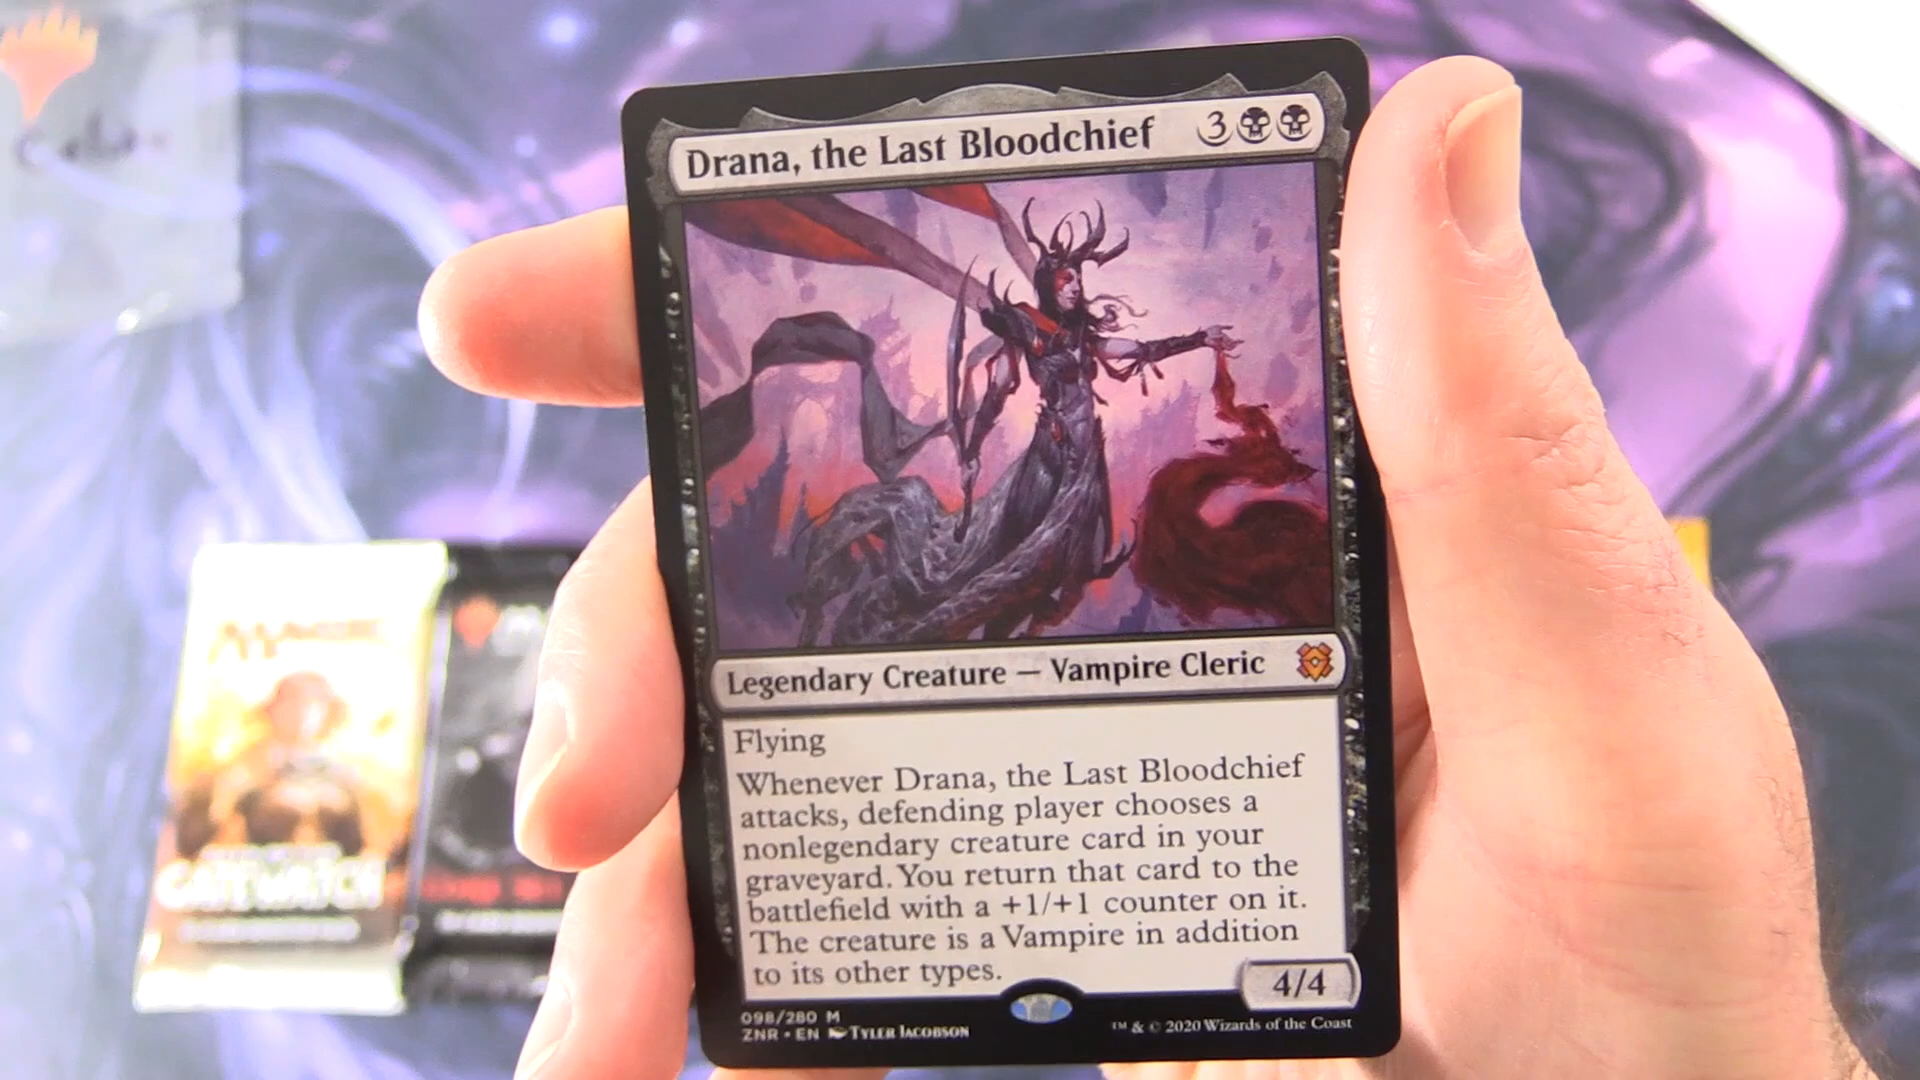 Drana, the Last Bloodchief 3
Legendary Creature — Vampire Cleric
Flying
Whenever Drana, the Last Bloodchief
attacks, defending player chooses a
nonlegendary creature card in your
graveyard. You return that card to the
battlefield with a +1/+1 counter on it.
The creature is a Vampire in addition
to its other types.
4/4
098/280 M
ZNR • EN TYLER JACOBSON
™ & © 2020 Wizards of the Coast
MAGIC
GATEWATCH